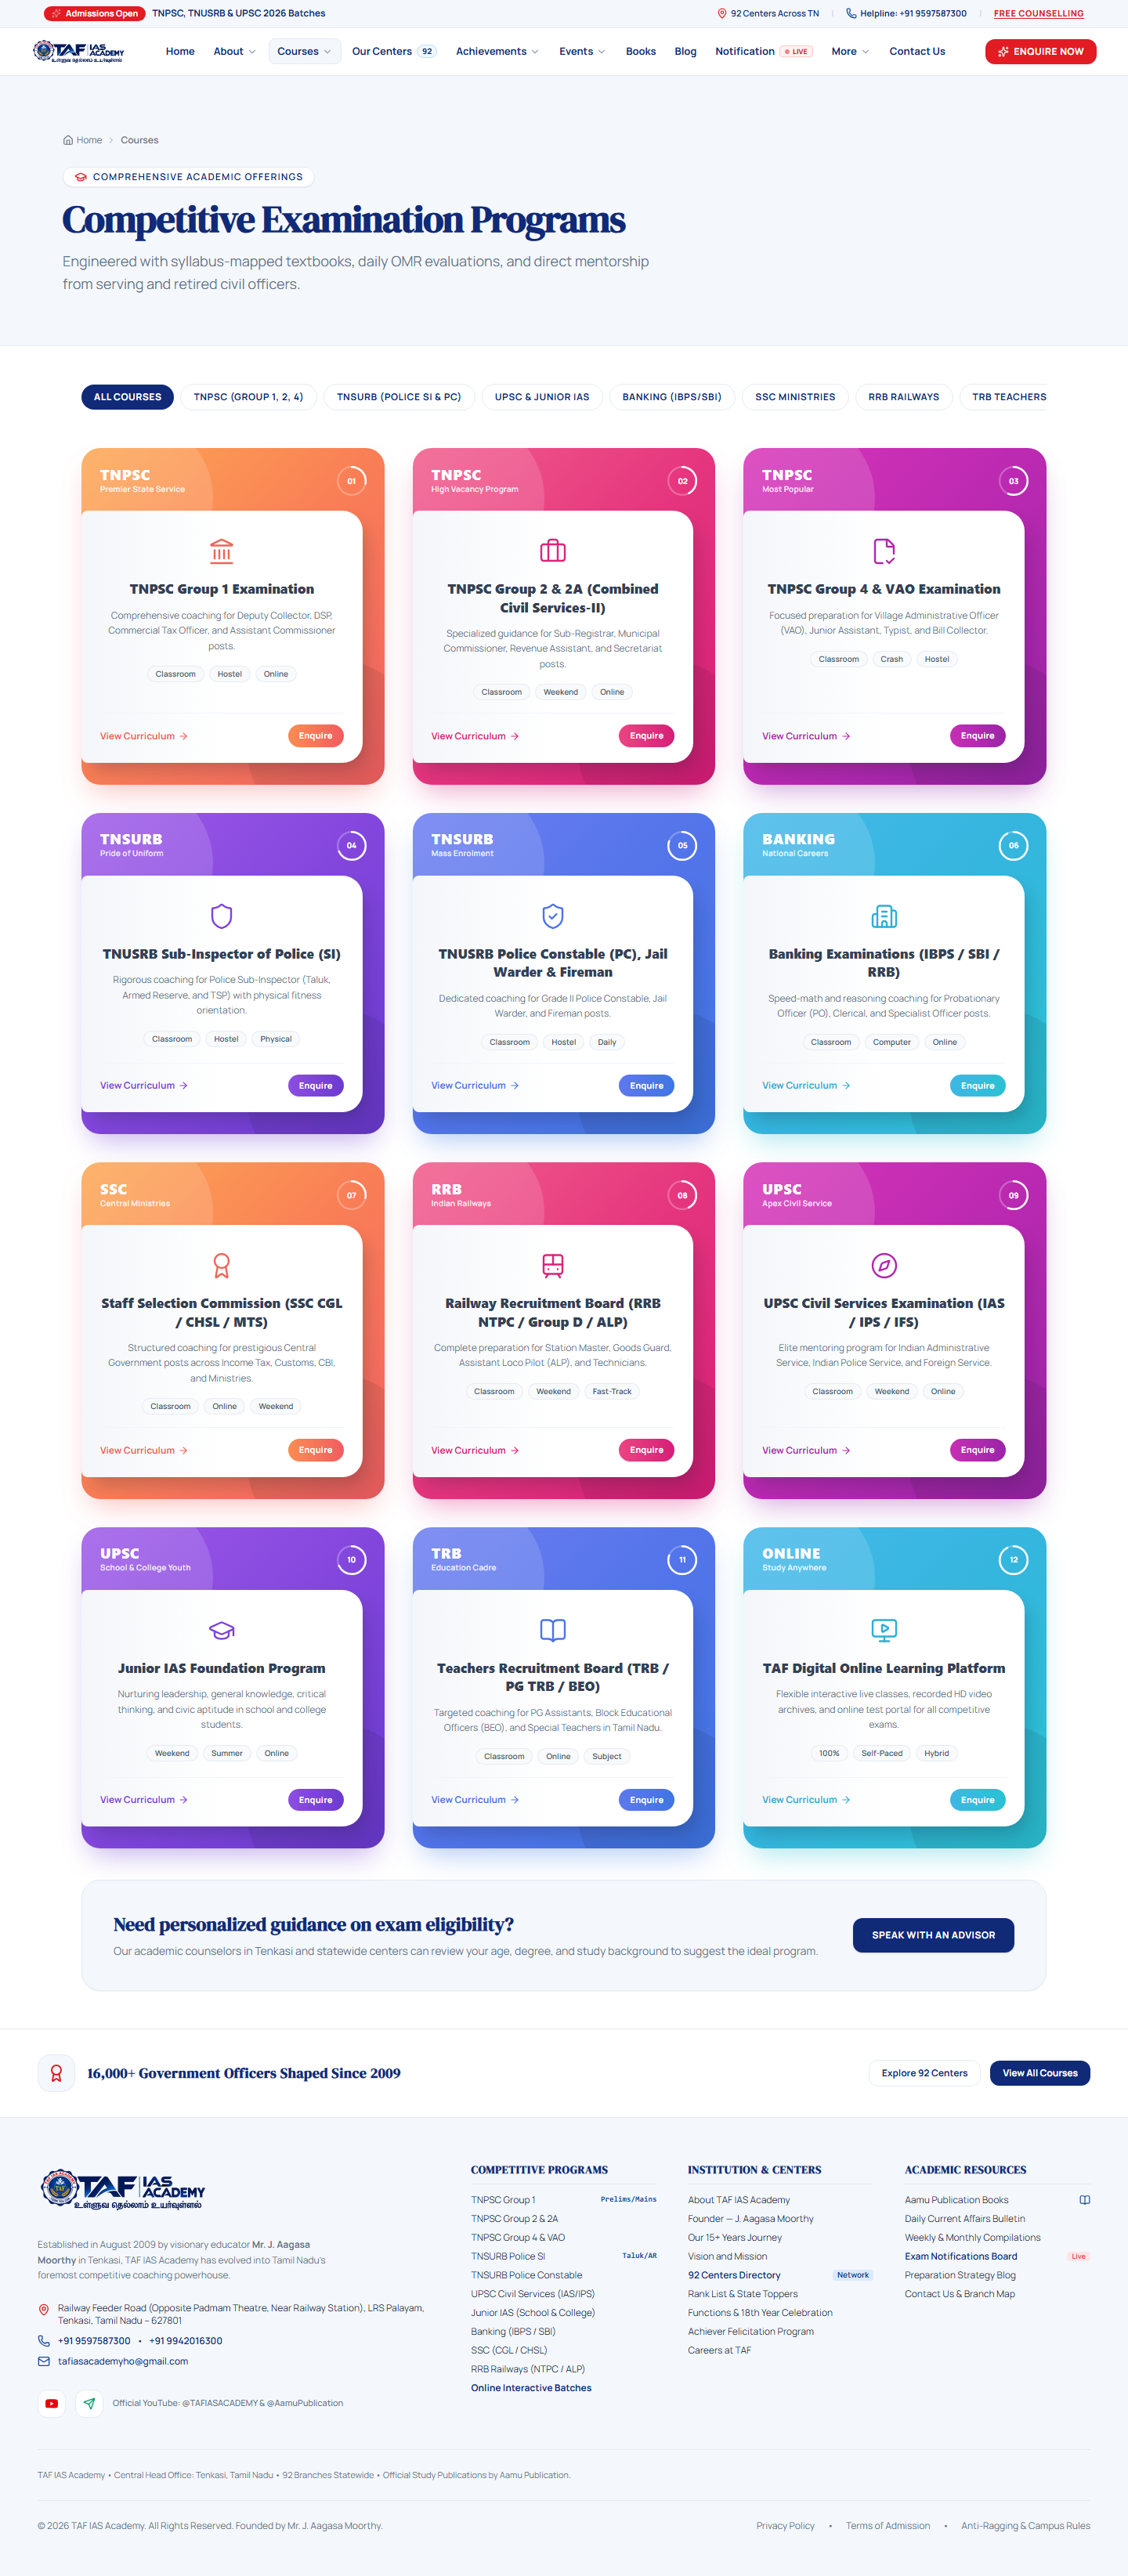 Admissions Open TNPSC, TNUSRB & UPSC 2026 Batches
92 Centers Across TN
Helpline: +91 9597587300
FREE COUNSELLING
TAF IAS ACADEMY
உள்ளுவ தெல்லாம் உயர்வுள்ளல்
Home About Courses Our Centers 92 Achievements Events Books Blog Notification LIVE More Contact Us
ENQUIRE NOW
Home > Courses
COMPREHENSIVE ACADEMIC OFFERINGS
Competitive Examination Programs
Engineered with syllabus-mapped textbooks, daily OMR evaluations, and direct mentorship
from serving and retired civil officers.
ALL COURSES TNPSC (GROUP 1, 2, 4) TNSURB (POLICE SI & PC) UPSC & JUNIOR IAS BANKING (IBPS/SBI) SSC MINISTRIES RRB RAILWAYS TRB TEACHERS
TNPSC
Premier State Service
01
TNPSC Group 1 Examination
Comprehensive coaching for Deputy Collector, DSP,
Commercial Tax Officer, and Assistant Commissioner
posts.
Classroom Hostel Online
View Curriculum → Enquire
TNPSC
High Vacancy Program
02
TNPSC Group 2 & 2A (Combined
Civil Services-II)
Specialized guidance for Sub-Registrar, Municipal
Commissioner, Revenue Assistant, and Secretariat
posts.
Classroom Weekend Online
View Curriculum → Enquire
TNPSC
Most Popular
03
TNPSC Group 4 & VAO Examination
Focused preparation for Village Administrative Officer
(VAO), Junior Assistant, Typist, and Bill Collector.
Classroom Crash Hostel
View Curriculum → Enquire
TNSURB
Pride of Uniform
04
TNUSRB Sub-Inspector of Police (SI)
Rigorous coaching for Police Sub-Inspector (Taluk,
Armed Reserve, and TSP) with physical fitness
orientation.
Classroom Hostel Physical
View Curriculum → Enquire
TNSURB
Mass Enrolment
05
TNUSRB Police Constable (PC), Jail
Warder & Fireman
Dedicated coaching for Grade II Police Constable, Jail
Warder, and Fireman posts.
Classroom Hostel Daily
View Curriculum → Enquire
BANKING
National Careers
06
Banking Examinations (IBPS / SBI /
RRB)
Speed-math and reasoning coaching for Probationary
Officer (PO), Clerical, and Specialist Officer posts.
Classroom Computer Online
View Curriculum → Enquire
SSC
Central Ministries
07
Staff Selection Commission (SSC CGL
/ CHSL / MTS)
Structured coaching for prestigious Central
Government posts across Income Tax, Customs, CBI,
and Ministries.
Classroom Online Weekend
View Curriculum → Enquire
RRB
Indian Railways
08
Railway Recruitment Board (RRB
NTPC / Group D / ALP)
Complete preparation for Station Master, Goods Guard,
Assistant Loco Pilot (ALP), and Technicians.
Classroom Weekend Fast-Track
View Curriculum → Enquire
UPSC
Apex Civil Service
09
UPSC Civil Services Examination (IAS
/ IPS / IFS)
Elite mentoring program for Indian Administrative
Service, Indian Police Service, and Foreign Service.
Classroom Weekend Online
View Curriculum → Enquire
UPSC
School & College Youth
10
Junior IAS Foundation Program
Nurturing leadership, general knowledge, critical
thinking, and civic aptitude in school and college
students.
Weekend Summer Online
View Curriculum → Enquire
TRB
Education Cadre
11
Teachers Recruitment Board (TRB /
PG TRB / BEO)
Targeted coaching for PG Assistants, Block Educational
Officers (BEO), and Special Teachers in Tamil Nadu.
Classroom Online Subject
View Curriculum → Enquire
ONLINE
Study Anywhere
12
TAF Digital Online Learning Platform
Flexible interactive live classes, recorded HD video
archives, and online test portal for all competitive
exams.
100% Self-Paced Hybrid
View Curriculum → Enquire
Need personalized guidance on exam eligibility?
Our academic counselors in Tenkasi and statewide centers can review your age, degree, and study background to suggest the ideal program.
SPEAK WITH AN ADVISOR
16,000+ Government Officers Shaped Since 2009
Explore 92 Centers
View All Courses
TAF IAS ACADEMY
உள்ளுவ தெல்லாம் உயர்வுள்ளல்
Established in August 2009 by visionary educator Mr. J. Aagasa
Moorthy in Tenkasi, TAF IAS Academy has evolved into Tamil Nadu's
foremost competitive coaching powerhouse.
Railway Feeder Road (Opposite Padmam Theatre, Near Railway Station), LRS Palayam,
Tenkasi, Tamil Nadu – 627801
+91 9597587300 • +91 9942016300
tafiasacademyho@gmail.com
Official YouTube: @TAFIASACADEMY & @AamuPublication
COMPETITIVE PROGRAMS
TNPSC Group 1 Prelims/Mains
TNPSC Group 2 & 2A
TNPSC Group 4 & VAO
TNSURB Police SI Taluk/AR
TNSURB Police Constable
UPSC Civil Services (IAS/IPS)
Junior IAS (School & College)
Banking (IBPS / SBI)
SSC (CGL / CHSL)
RRB Railways (NTPC / ALP)
Online Interactive Batches
INSTITUTION & CENTERS
About TAF IAS Academy
Founder — J. Aagasa Moorthy
Our 15+ Years Journey
Vision and Mission
92 Centers Directory Network
Rank List & State Toppers
Functions & 18th Year Celebration
Achiever Felicitation Program
Careers at TAF
ACADEMIC RESOURCES
Aamu Publication Books
Daily Current Affairs Bulletin
Weekly & Monthly Compilations
Exam Notifications Board Live
Preparation Strategy Blog
Contact Us & Branch Map
TAF IAS Academy • Central Head Office: Tenkasi, Tamil Nadu • 92 Branches Statewide • Official Study Publications by Aamu Publication.
© 2026 TAF IAS Academy. All Rights Reserved. Founded by Mr. J. Aagasa Moorthy.
Privacy Policy • Terms of Admission • Anti-Ragging & Campus Rules